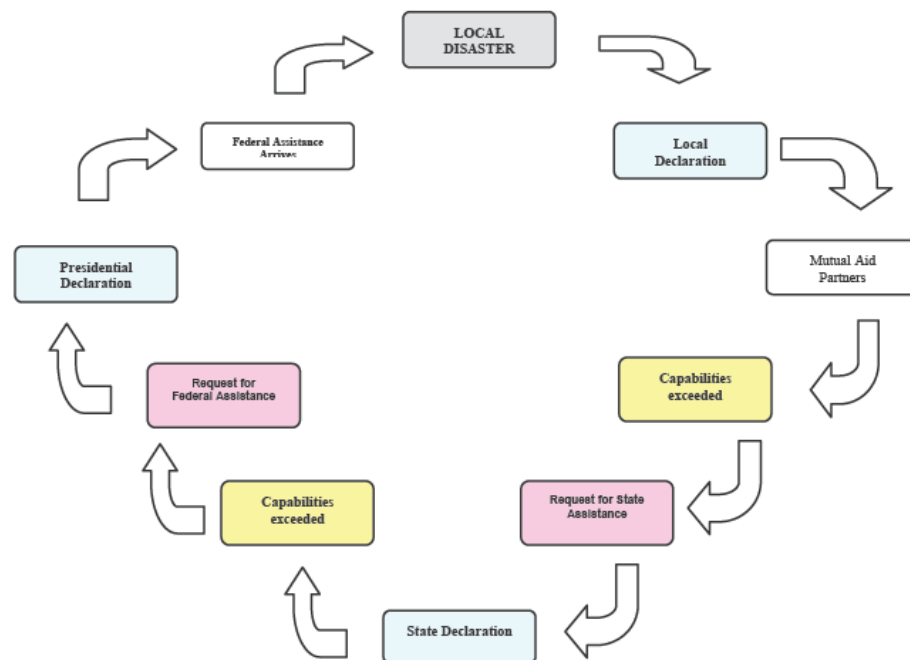 LOCAL
DISASTER
Local
Declaration
Mutual Aid
Partners
Capabilities
exceeded
Request for State
Assistance
State Declaration
Capabilities
exceeded
Request for
Federal Assistance
Presidential
Declaration
Federal Assistance
Arrives